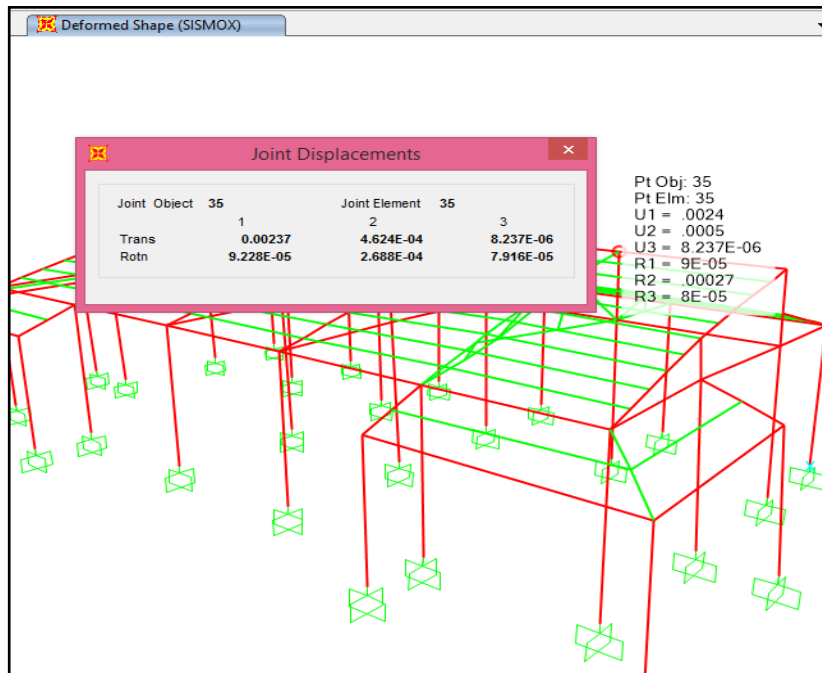 Deformed Shape (SISMOX)
Joint Displacements
Joint Object 35 Joint Element 35
1 2 3
Trans 0.00237 4.624E-04 8.237E-06
Rotn 9.228E-05 2.688E-04 7.916E-05
Pt Obj: 35
Pt Elm: 35
U1 = .0024
U2 = .0005
U3 = 8.237E-06
R1 = 9E-05
R2 = .00027
R3 = 8E-05